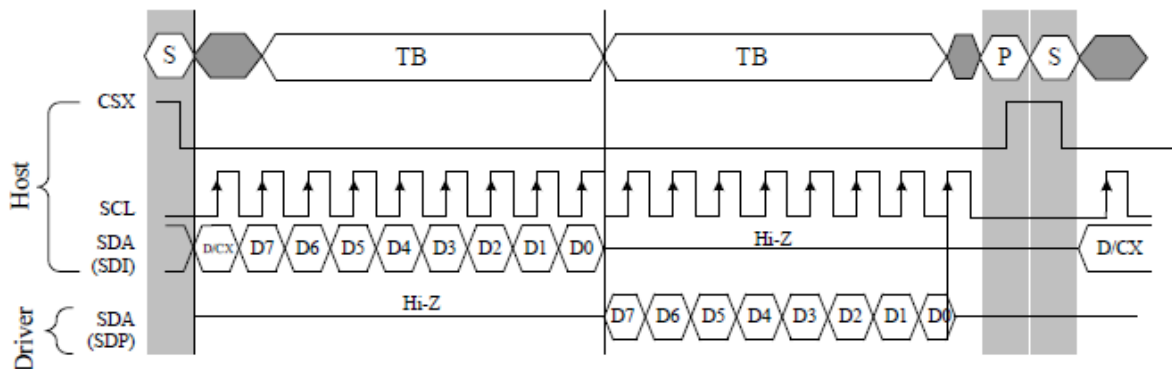 S TB TB P S
CSX
Host
SCL
SDA D/CX D7 D6 D5 D4 D3 D2 D1 D0 Hi-Z D/CX
(SDI)
Hi-Z
Driver
SDA D7 D6 D5 D4 D3 D2 D1 D0
(SDP)